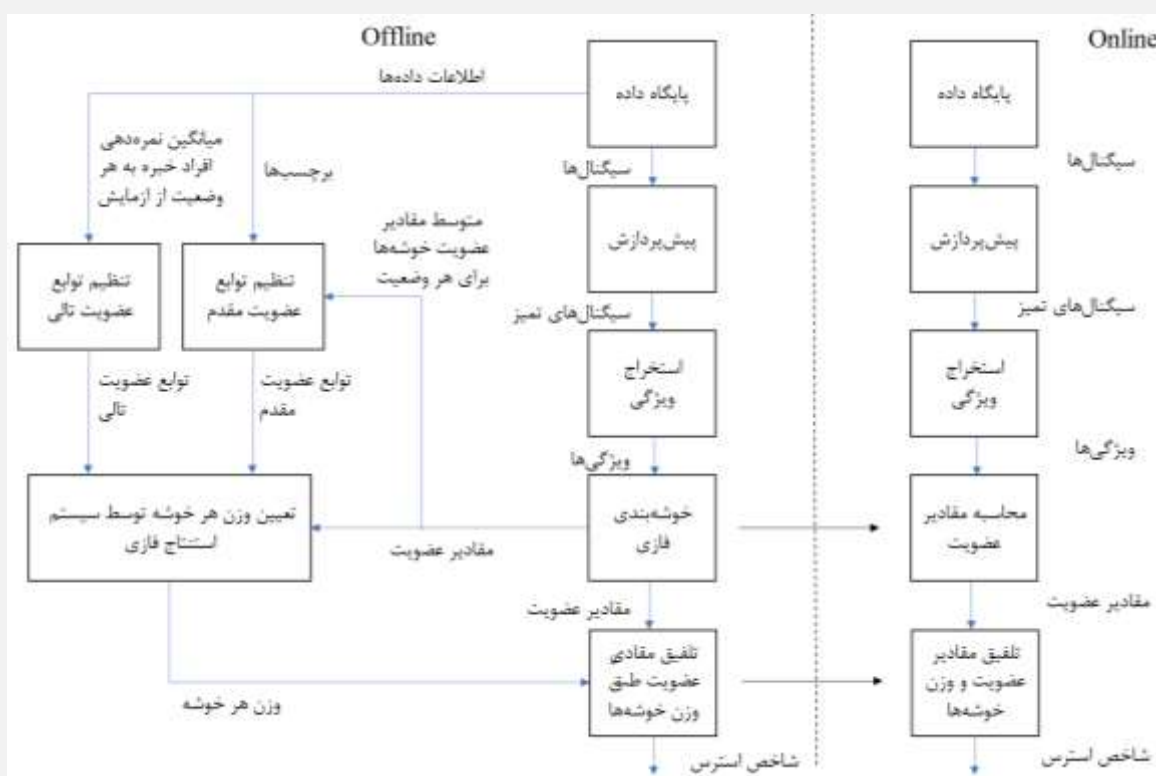 Offline
Online
اطلاعات داده‌ها
پایگاه داده
پایگاه داده
میانگین نمره‌دهی
افراد خبره به هر
وضعیت از ازمایش
برچسب‌ها
سیگنال‌ها
سیگنال‌ها
متوسط مقادیر
عضویت خوشه‌ها
برای هر وضعیت
پیش‌پردازش
پیش‌پردازش
تنظیم توابع
عضویت تالی
تنظیم توابع
عضویت مقدم
سیگنال‌های تمیز
سیگنال‌های تمیز
استخراج
ویژگی
استخراج
ویژگی
توابع عضویت
تالی
توابع عضویت
مقدم
ویژگی‌ها
ویژگی‌ها
تعیین وزن هر خوشه توسط سیستم
استنتاج فازی
خوشه‌بندی
فازی
محاسبه مقادیر
عضویت
مقادیر عضویت
مقادیر عضویت
مقادیر عضویت
تلفیق مقادی
عضویت طبق
وزن خوشه‌ها
تلفیق مقادیر
عضویت و وزن
خوشه‌ها
وزن هر خوشه
شاخص استرس
شاخص استرس